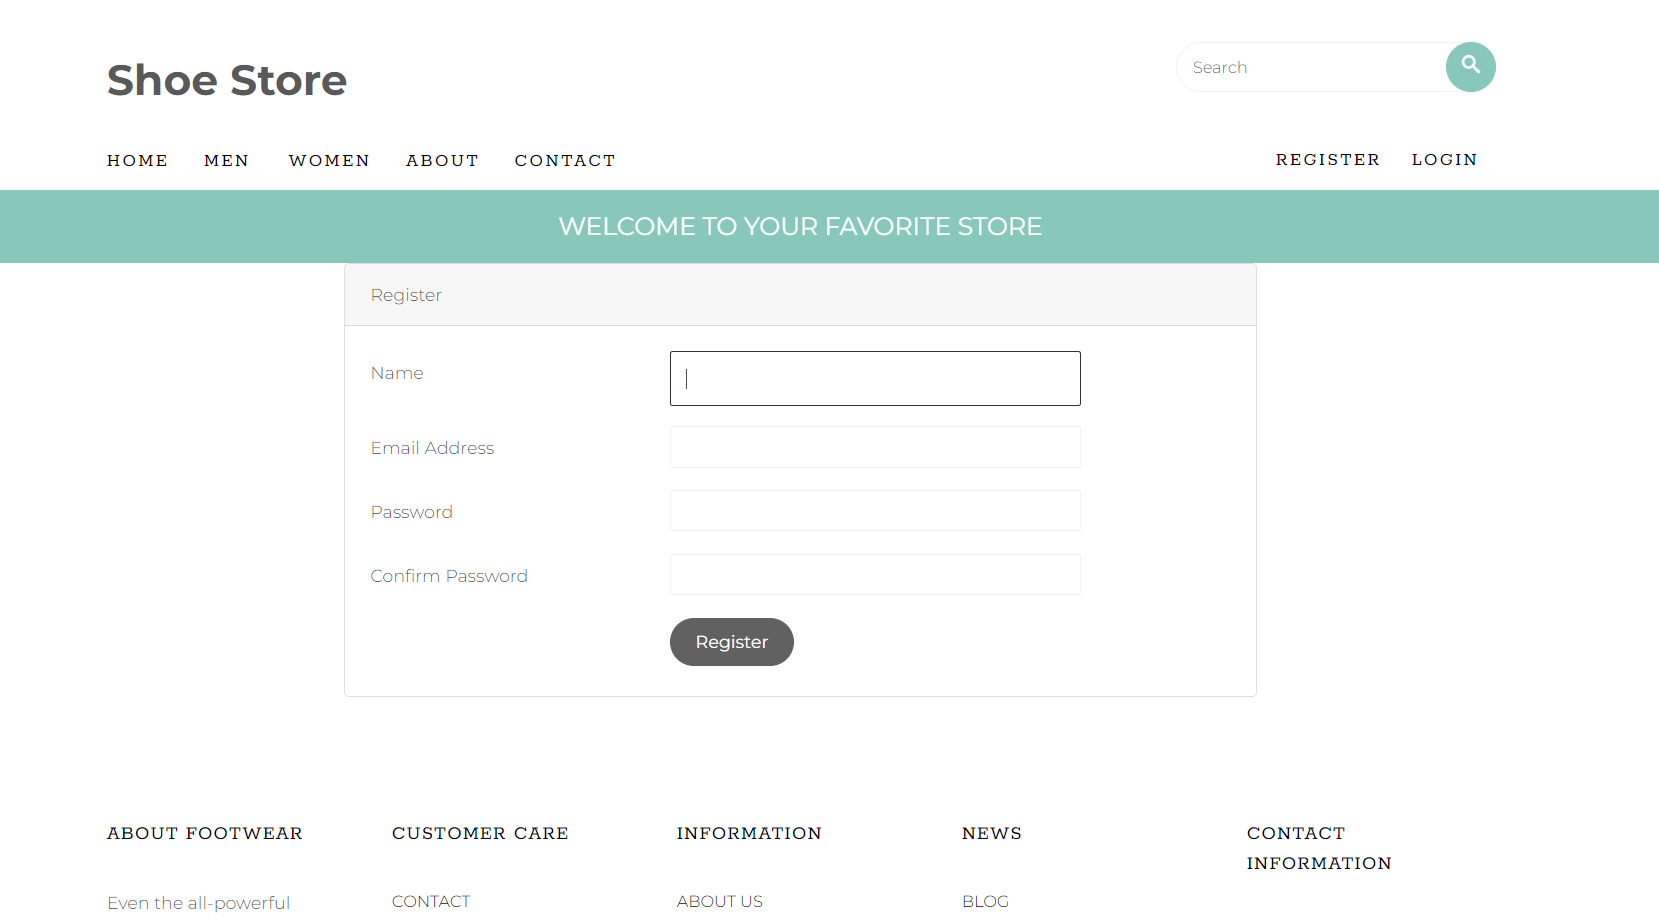 Shoe Store
Search
HOME MEN WOMEN ABOUT CONTACT REGISTER LOGIN
WELCOME TO YOUR FAVORITE STORE
Register
Name
Email Address
Password
Confirm Password
Register
ABOUT FOOTWEAR
Even the all-powerful
CUSTOMER CARE
CONTACT
INFORMATION
ABOUT US
NEWS
BLOG
CONTACT
INFORMATION